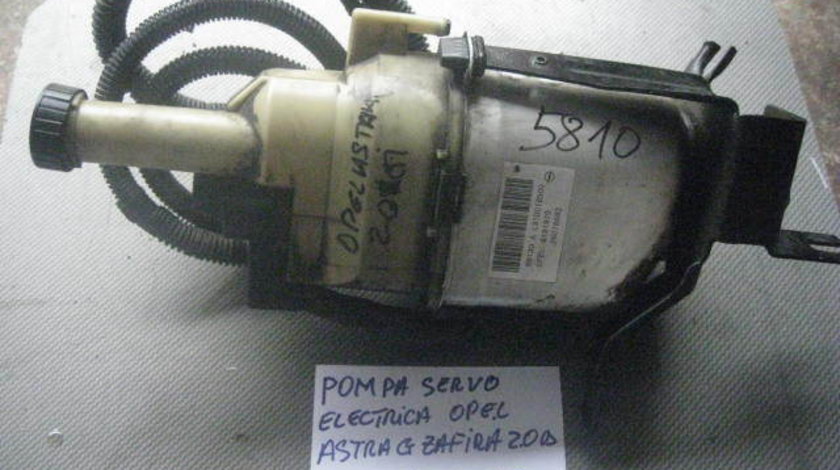 5810
OPEL ASTRA
2.0
POMPA SERVO
ELECTRICA OPEL
ASTRA G ZAFIRA 2.0 D